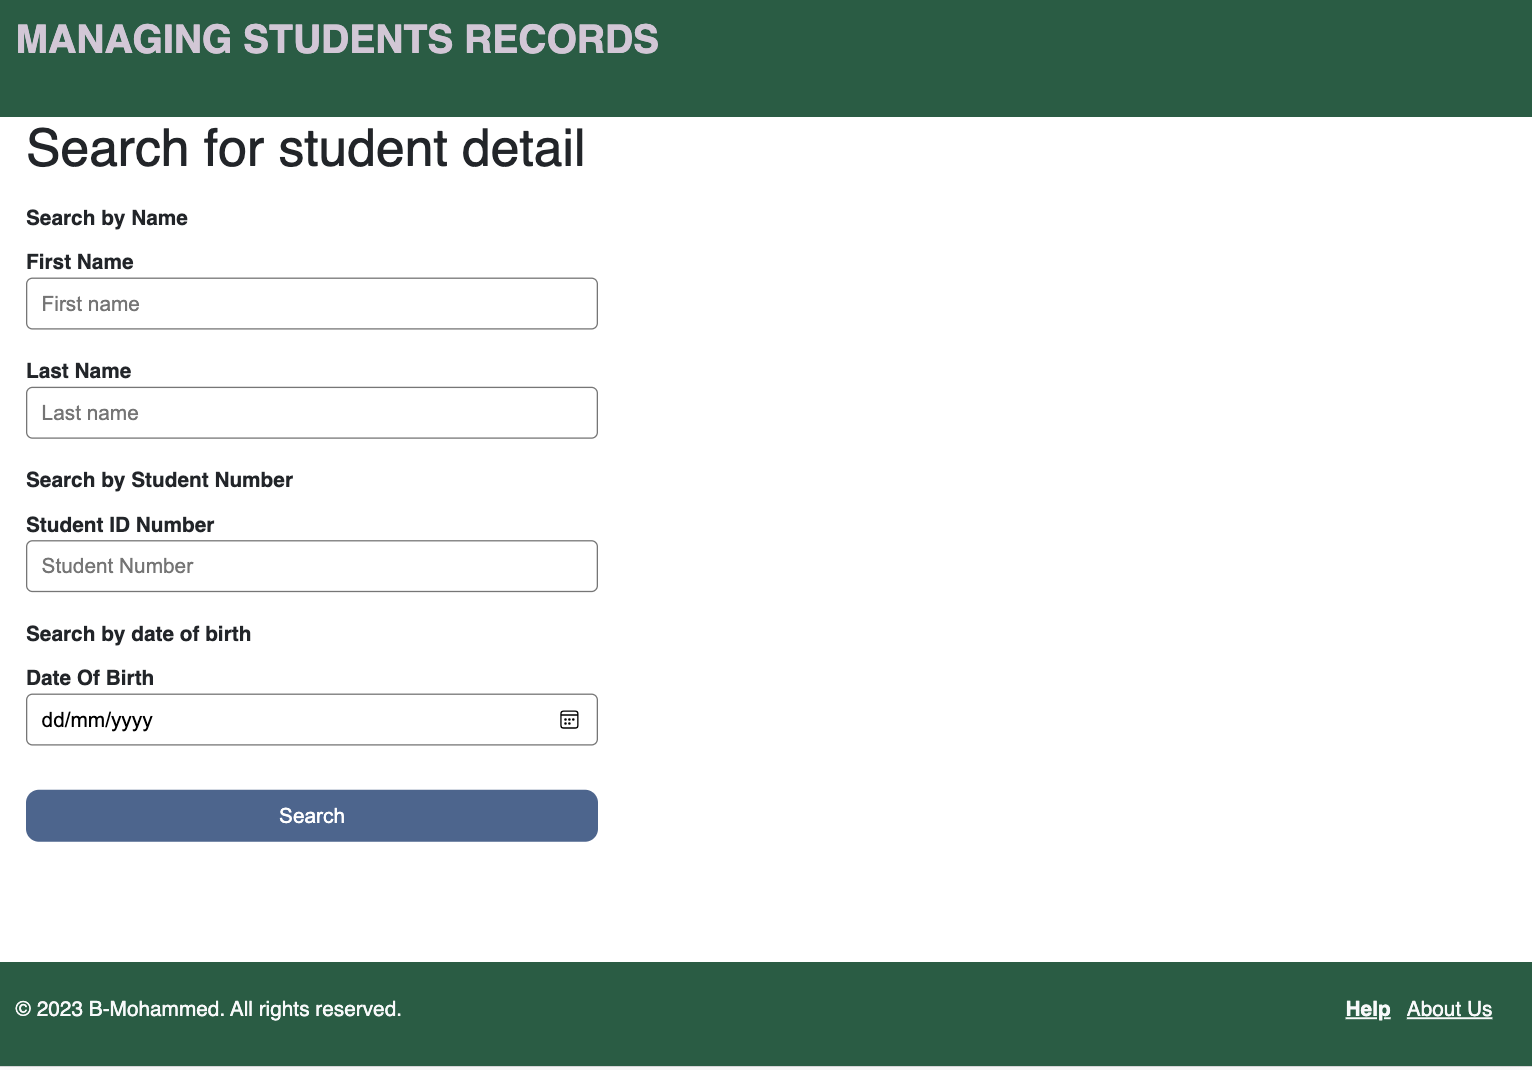 MANAGING STUDENTS RECORDS
Search for student detail
Search by Name
First Name
First name
Last Name
Last name
Search by Student Number
Student ID Number
Student Number
Search by date of birth
Date Of Birth
dd/mm/yyyy
Search
© 2023 B-Mohammed. All rights reserved.
Help About Us